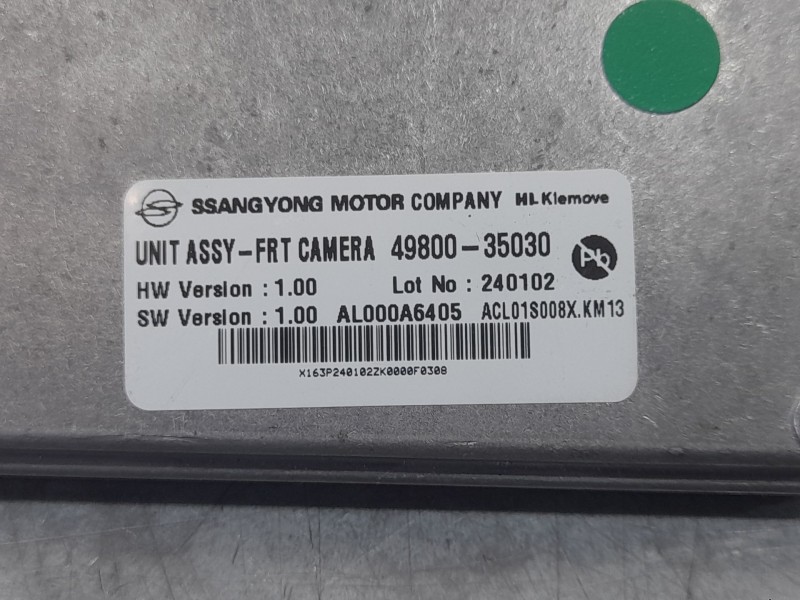 SSANGYONG MOTOR COMPANY HL Klemove
UNIT ASSY-FRT CAMERA 49800-35030 Pb
HW Version : 1.00 Lot No : 240102
SW Version : 1.00 AL000A6405 ACL01S008X.KM13
X163P240102ZK0000F0308